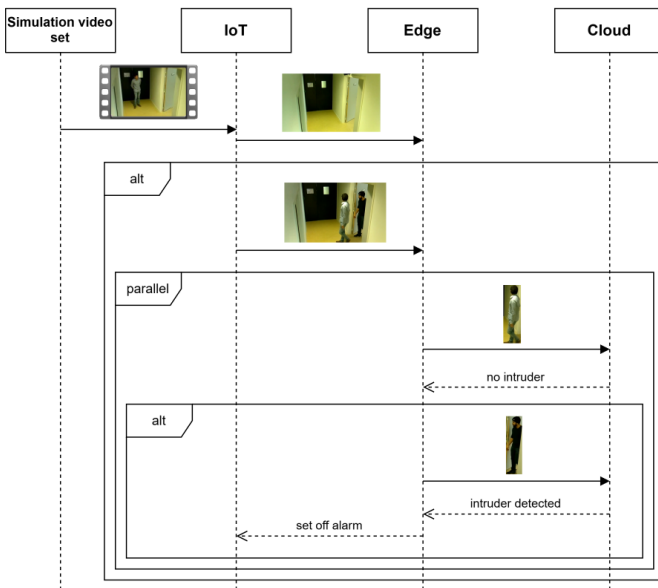 Simulation video
set
IoT
Edge
Cloud
alt
parallel
no intruder
alt
intruder detected
set off alarm